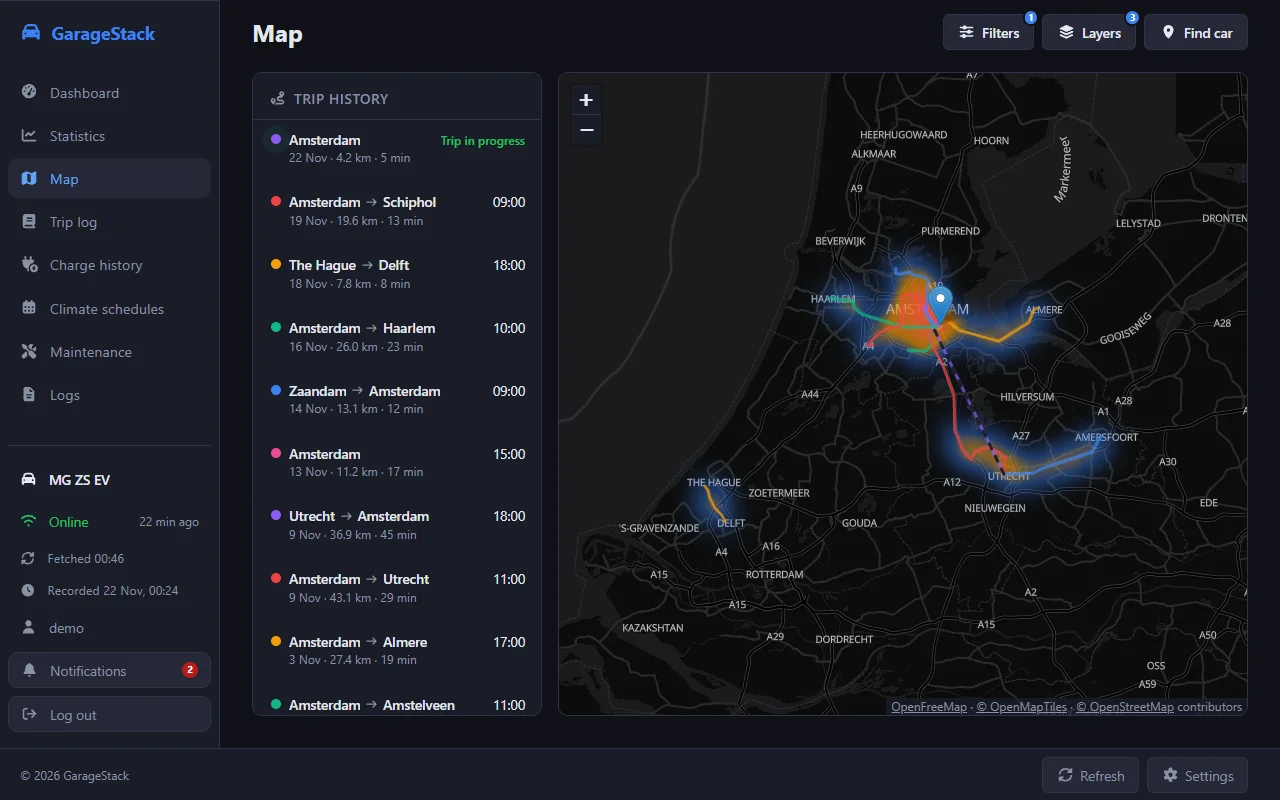 GarageStack
Dashboard
Statistics
Map
Trip log
Charge history
Climate schedules
Maintenance
Logs
MG ZS EV
Online 22 min ago
Fetched 00:46
Recorded 22 Nov, 00:24
demo
Notifications 2
Log out
© 2026 GarageStack
Map
Filters 1
Layers 3
Find car
TRIP HISTORY
Amsterdam Trip in progress
22 Nov · 4.2 km · 5 min
Amsterdam → Schiphol 09:00
19 Nov · 19.6 km · 13 min
The Hague → Delft 18:00
18 Nov · 7.8 km · 8 min
Amsterdam → Haarlem 10:00
16 Nov · 26.0 km · 23 min
Zaandam → Amsterdam 09:00
14 Nov · 13.1 km · 12 min
Amsterdam 15:00
13 Nov · 11.2 km · 17 min
Utrecht → Amsterdam 18:00
9 Nov · 36.9 km · 45 min
Amsterdam → Utrecht 11:00
9 Nov · 43.1 km · 29 min
Amsterdam → Almere 17:00
3 Nov · 27.4 km · 19 min
Amsterdam → Amstelveen 11:00
+
−
A7
HEERHUGOWAARD
HOORN
ALKMAAR
Markermeer
A9
LELYSTAD
DRONTEN
PURMEREND
BEVERWIJK
A10
HAARLEM
AMSTERDAM
ALMERE
GOOISEWEG
A28
A4
A2
A44
HILVERSUM
A28
A1
A27
AMERSFOORT
A30
UTRECHT
A12
THE HAGUE
ZOETERMEER
EDE
NIEUWEGEIN
'S-GRAVENZANDE
DELFT
GOUDA
A4
A16
A15
ROTTERDAM
A2
A15
A15
KAZAKSHTAN
A29
DORDRECHT
A50
OSS
A59
OpenFreeMap · © OpenMapTiles · © OpenStreetMap contributors
Refresh
Settings